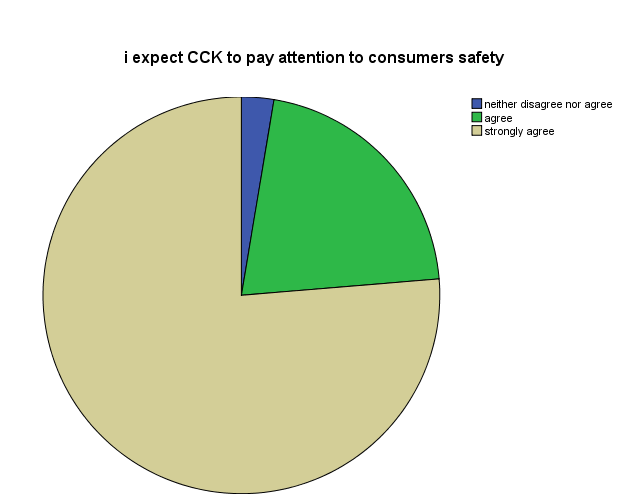 i expect CCK to pay attention to consumers safety
neither disagree nor agree
agree
strongly agree